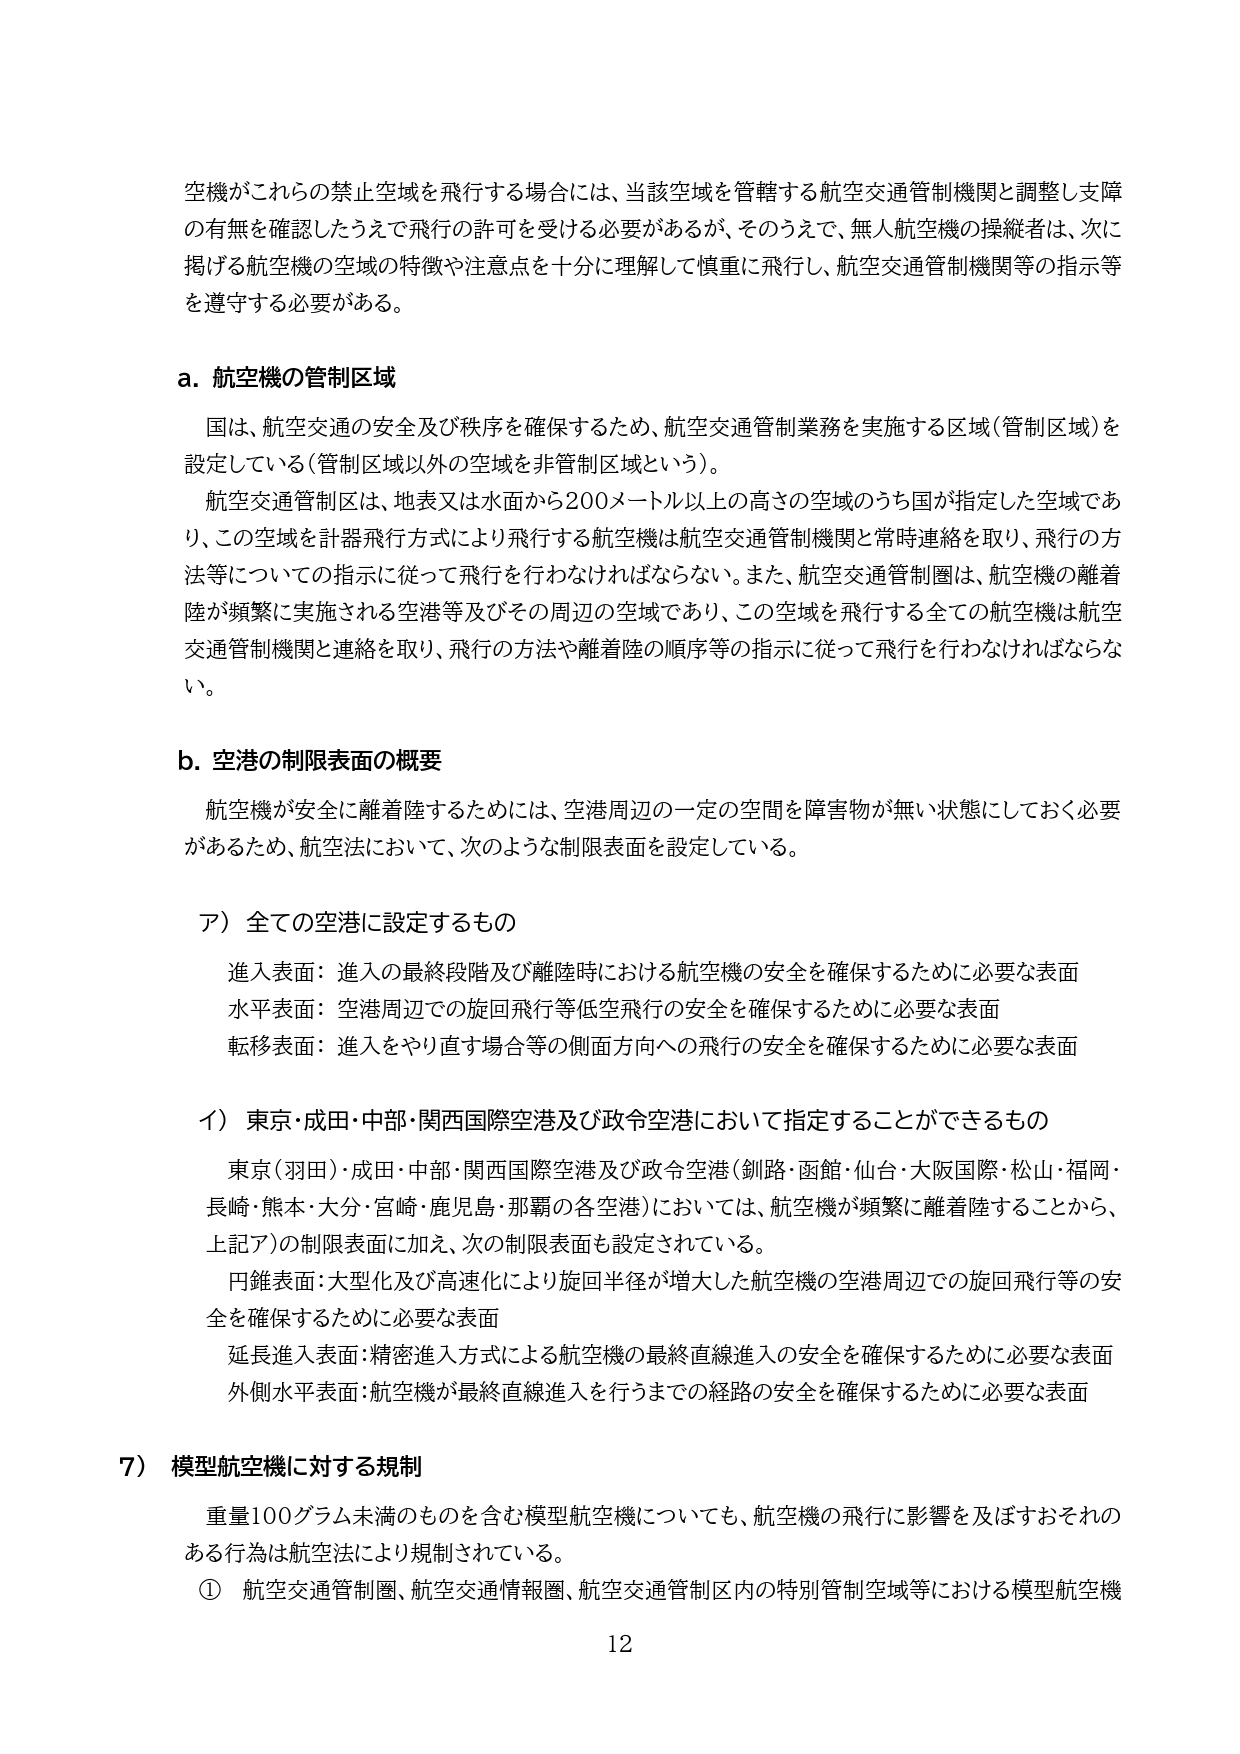 空機がこれらの禁止空域を飛行する場合には、当該空域を管轄する航空交通管制機関と調整し支障
の有無を確認したうえで飛行の許可を受ける必要があるが、そのうえで、無人航空機の操縦者は、次に
掲げる航空機の空域の特徴や注意点を十分に理解して慎重に飛行し、航空交通管制機関等の指示等
を遵守する必要がある。
a. 航空機の管制区域
国は、航空交通の安全及び秩序を確保するため、航空交通管制業務を実施する区域（管制区域）を
設定している（管制区域以外の空域を非管制区域という）。
航空交通管制区は、地表又は水面から200メートル以上の高さの空域のうち国が指定した空域であ
り、この空域を計器飛行方式により飛行する航空機は航空交通管制機関と常時連絡を取り、飛行の方
法等についての指示に従って飛行を行わなければならない。また、航空交通管制圏は、航空機の離着
陸が頻繁に実施される空港等及びその周辺の空域であり、この空域を飛行する全ての航空機は航空
交通管制機関と連絡を取り、飛行の方法や離着陸の順序等の指示に従って飛行を行わなければならな
い。
b. 空港の制限表面の概要
航空機が安全に離着陸するためには、空港周辺の一定の空間を障害物が無い状態にしておく必要
があるため、航空法において、次のような制限表面を設定している。
ア） 全ての空港に設定するもの
進入表面： 進入の最終段階及び離陸時における航空機の安全を確保するために必要な表面
水平表面： 空港周辺での旋回飛行等低空飛行の安全を確保するために必要な表面
転移表面： 進入をやり直す場合等の側面方向への飛行の安全を確保するために必要な表面
イ） 東京・成田・中部・関西国際空港及び政令空港において指定することができるもの
東京（羽田）・成田・中部・関西国際空港及び政令空港（釧路・函館・仙台・大阪国際・松山・福岡・
長崎・熊本・大分・宮崎・鹿児島・那覇の各空港）においては、航空機が頻繁に離着陸することから、
上記ア）の制限表面に加え、次の制限表面も設定されている。
円錐表面：大型化及び高速化により旋回半径が増大した航空機の空港周辺での旋回飛行等の安
全を確保するために必要な表面
延長進入表面：精密進入方式による航空機の最終直線進入の安全を確保するために必要な表面
外側水平表面：航空機が最終直線進入を行うまでの経路の安全を確保するために必要な表面
7） 模型航空機に対する規制
重量100グラム未満のものを含む模型航空機についても、航空機の飛行に影響を及ぼすおそれの
ある行為は航空法により規制されている。
① 航空交通管制圏、航空交通情報圏、航空交通管制区内の特別管制空域等における模型航空機
12